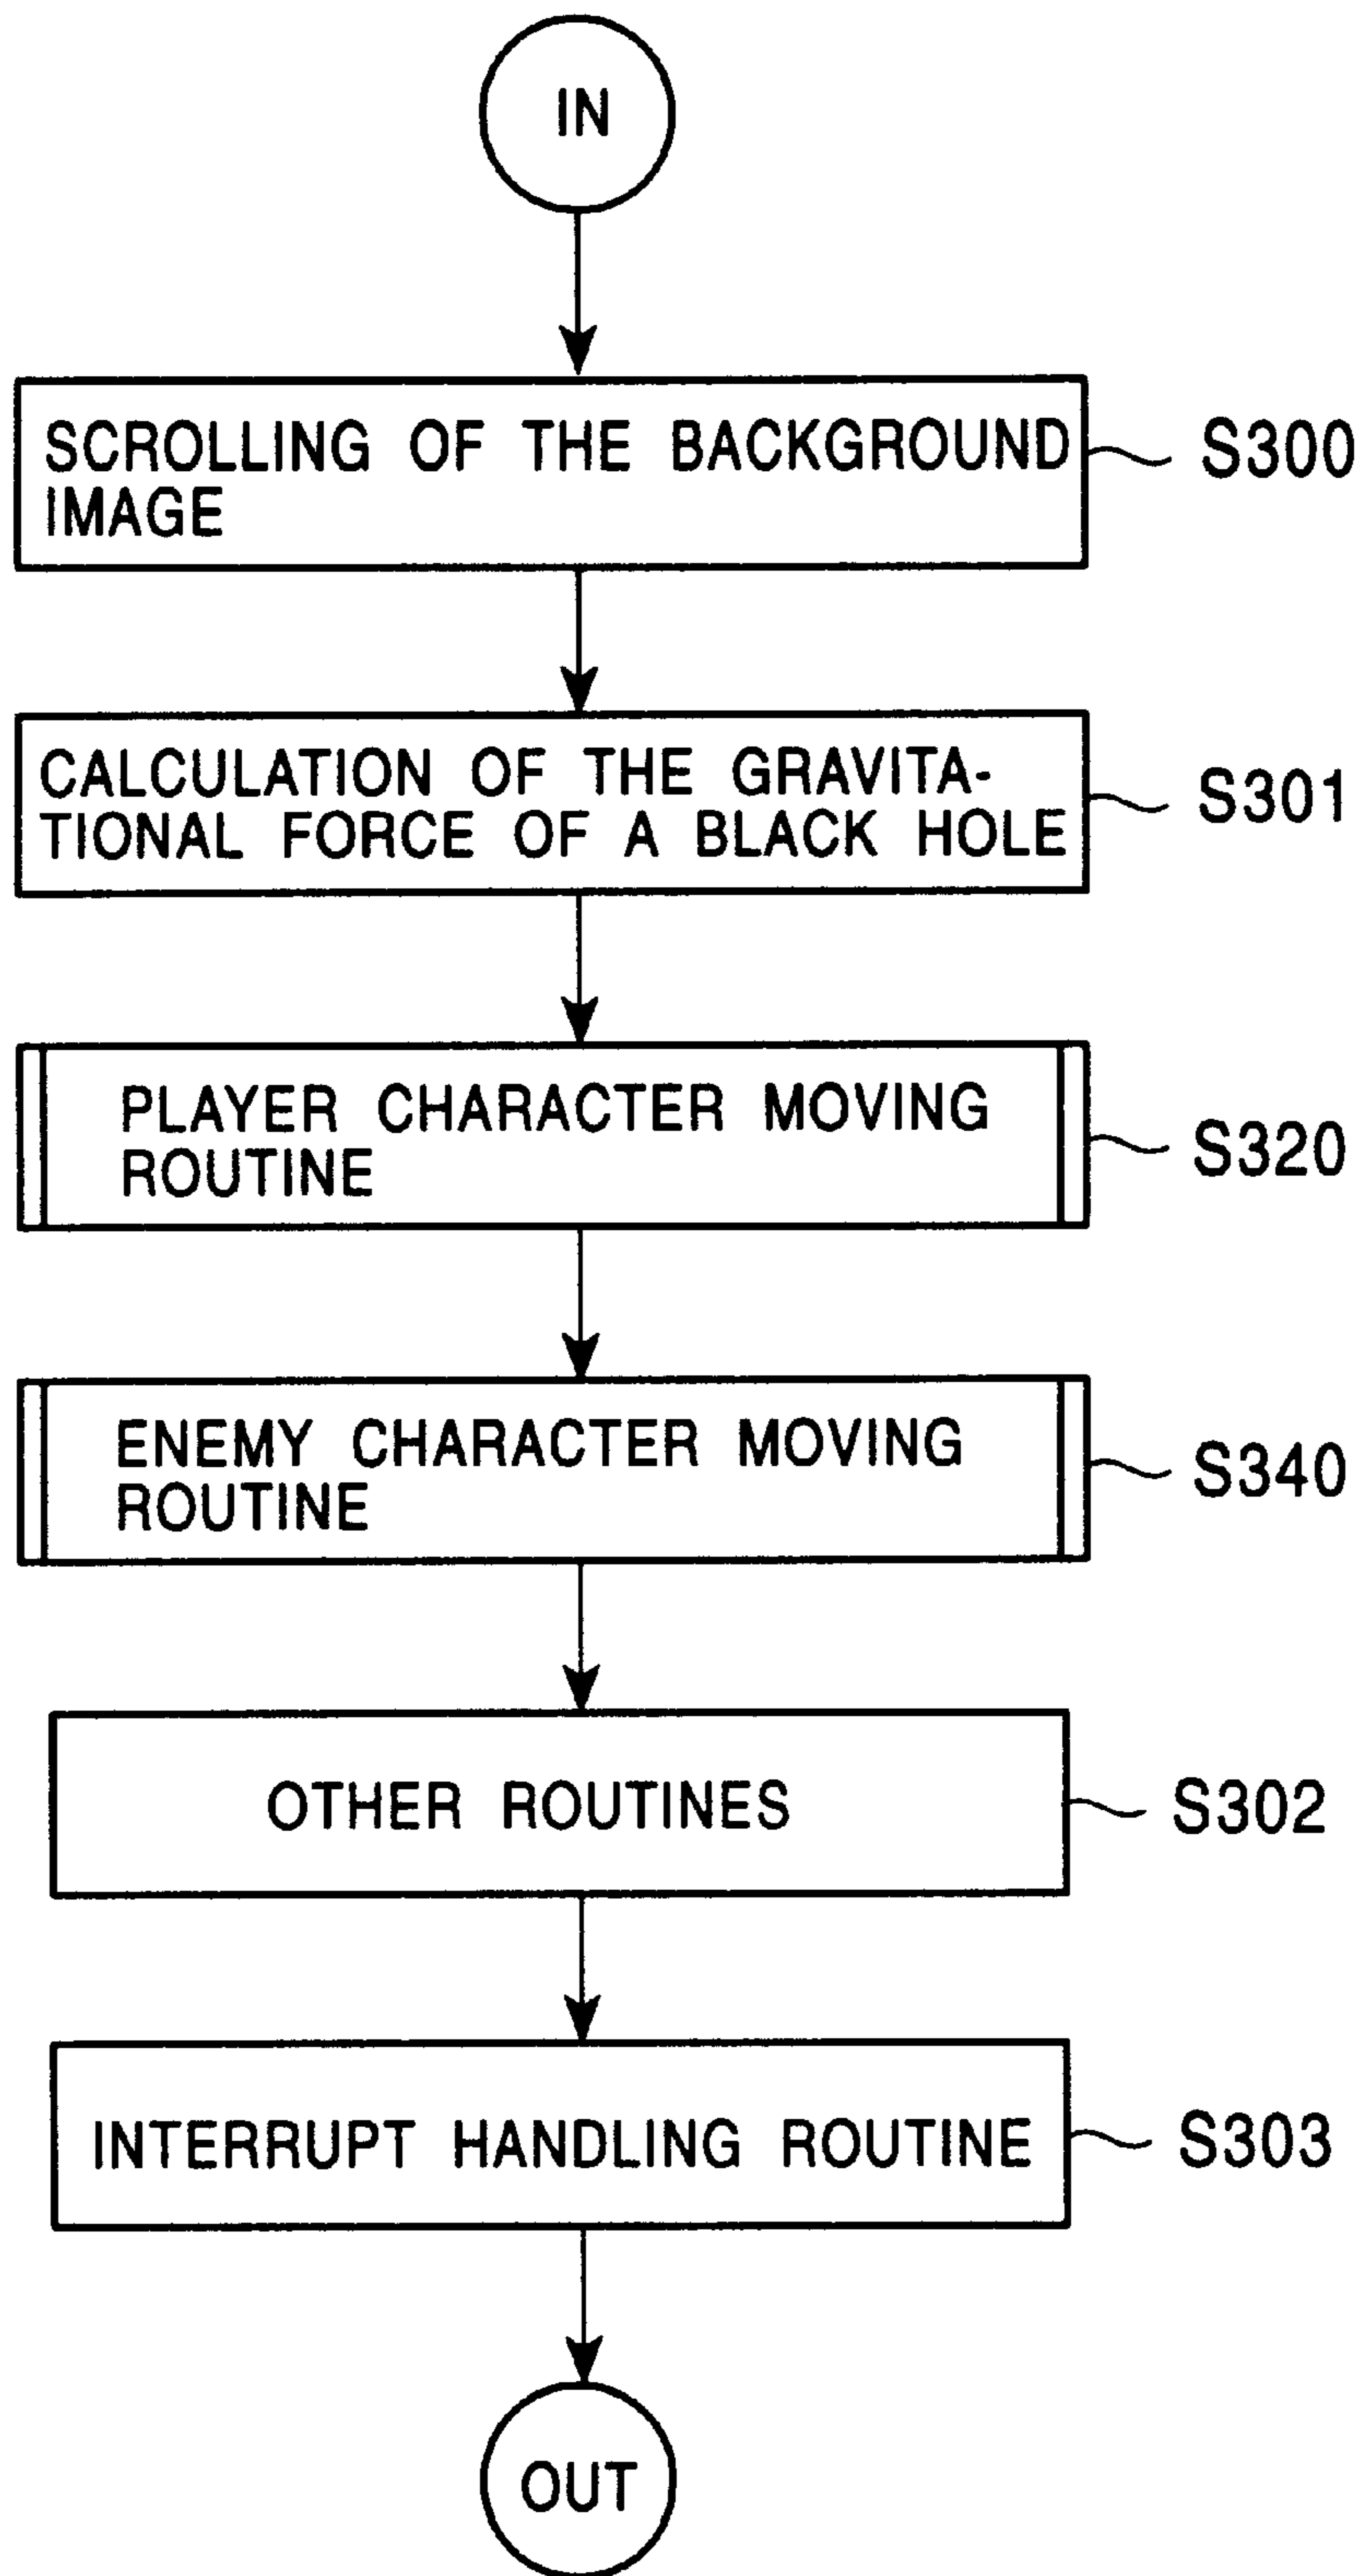 IN
SCROLLING OF THE BACKGROUND
IMAGE
S300
CALCULATION OF THE GRAVITA-
TIONAL FORCE OF A BLACK HOLE
S301
PLAYER CHARACTER MOVING
ROUTINE
S320
ENEMY CHARACTER MOVING
ROUTINE
S340
OTHER ROUTINES
S302
INTERRUPT HANDLING ROUTINE
S303
OUT